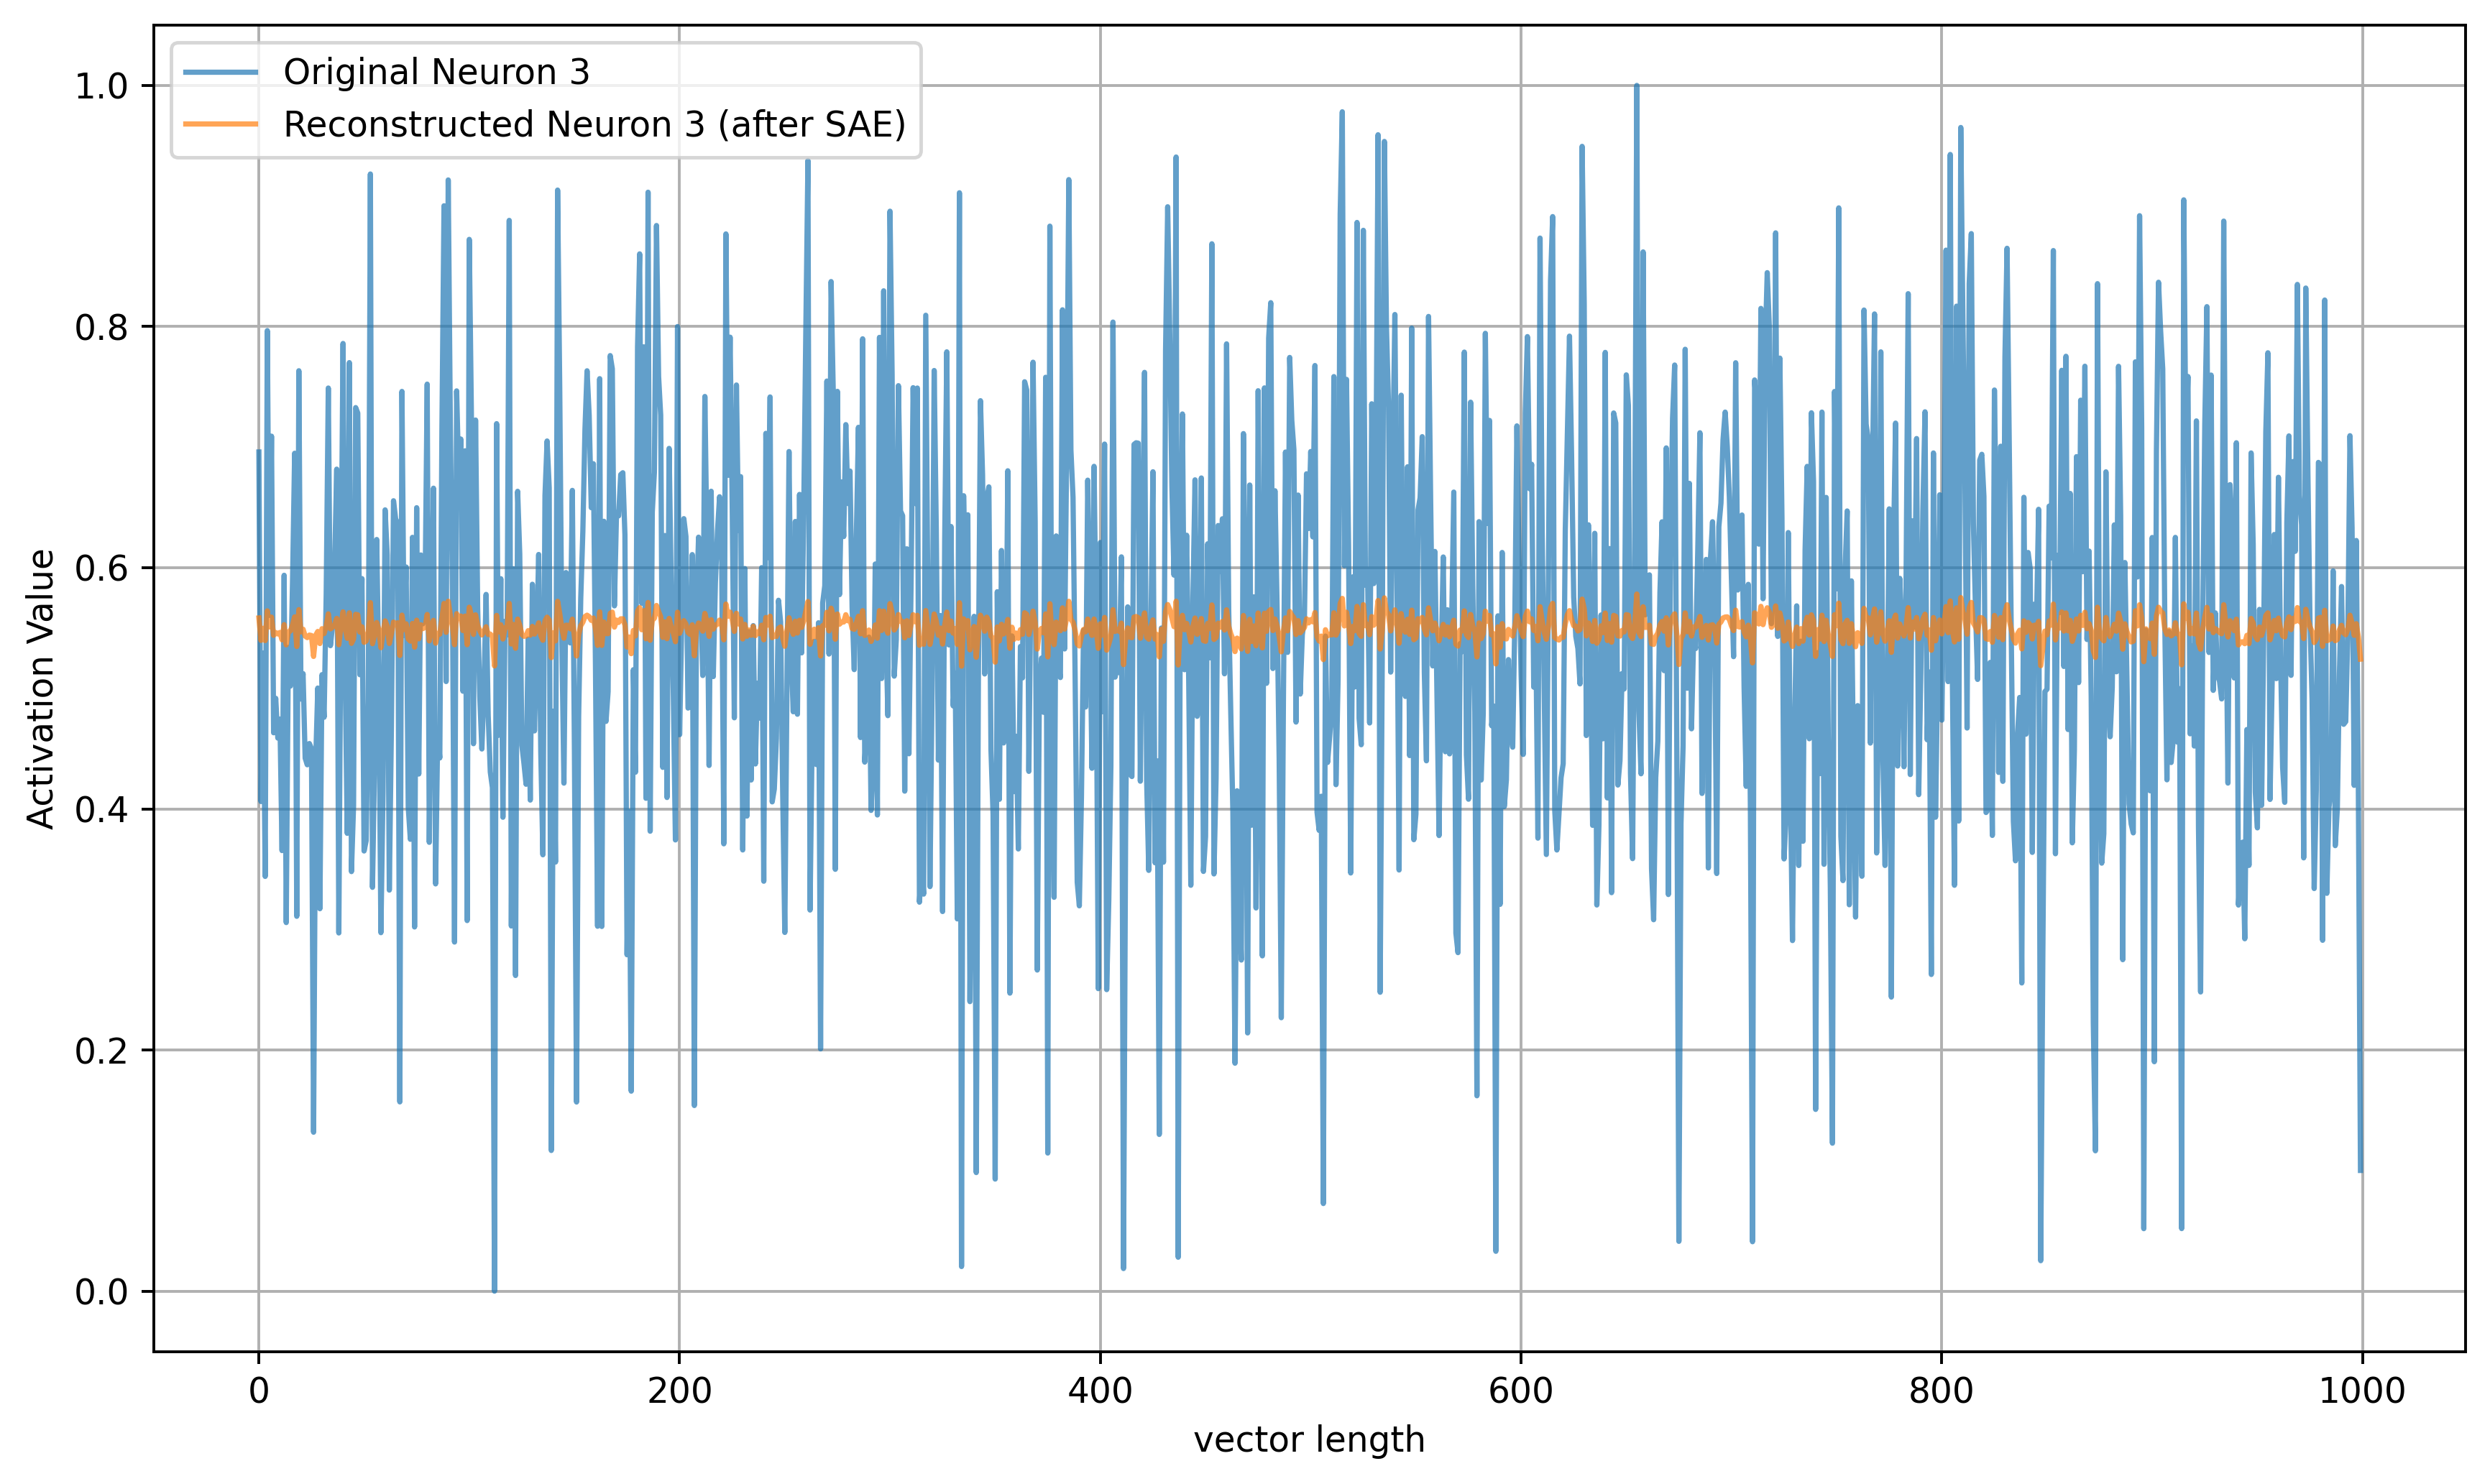 Original Neuron 3
Reconstructed Neuron 3 (after SAE)
1.0
0.8
0.6
0.4
0.2
0.0
Activation Value
0 200 400 600 800 1000
vector length